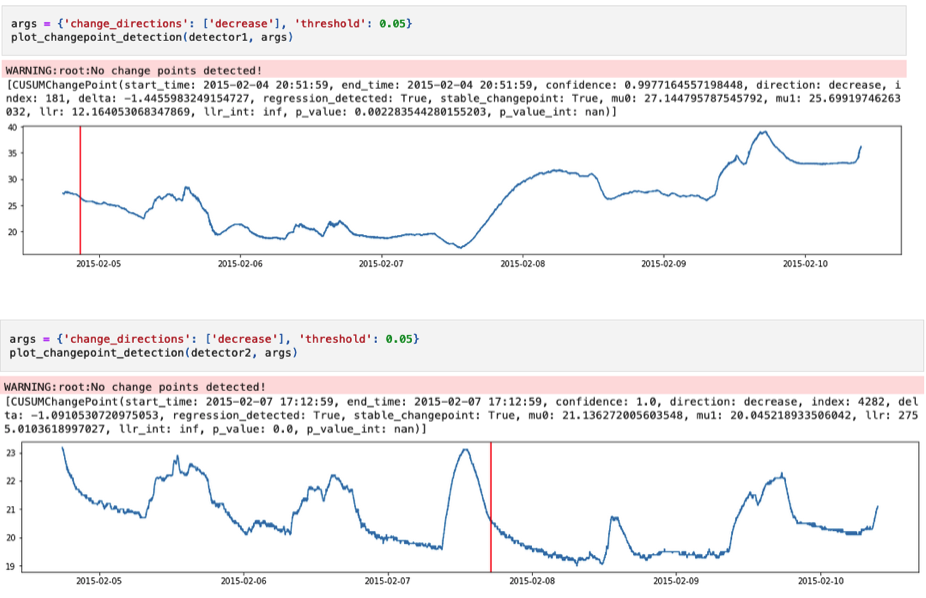 args = {'change_directions': ['decrease'], 'threshold': 0.05}
plot_changepoint_detection(detector1, args)
WARNING:root:No change points detected!
[CUSUMChangePoint(start_time: 2015-02-04 20:51:59, end_time: 2015-02-04 20:51:59, confidence: 0.9977164557198448, direction: decrease, i
ndex: 181, delta: -1.4455983249154727, regression_detected: True, stable_changepoint: True, mu0: 27.144795787545792, mu1: 25.69919746263
032, llr: 12.164053068347869, llr_int: inf, p_value: 0.002283544280155203, p_value_int: nan)]
40
35
30
25
20
2015-02-05 2015-02-06 2015-02-07 2015-02-08 2015-02-09 2015-02-10
args = {'change_directions': ['decrease'], 'threshold': 0.05}
plot_changepoint_detection(detector2, args)
WARNING:root:No change points detected!
[CUSUMChangePoint(start_time: 2015-02-07 17:12:59, end_time: 2015-02-07 17:12:59, confidence: 1.0, direction: decrease, index: 4282, del
ta: -1.0910530720975053, regression_detected: True, stable_changepoint: True, mu0: 21.136272005603548, mu1: 20.045218933506042, llr: 275
5.0103618997027, llr_int: inf, p_value: 0.0, p_value_int: nan)]
23
22
21
20
19
2015-02-05 2015-02-06 2015-02-07 2015-02-08 2015-02-09 2015-02-10